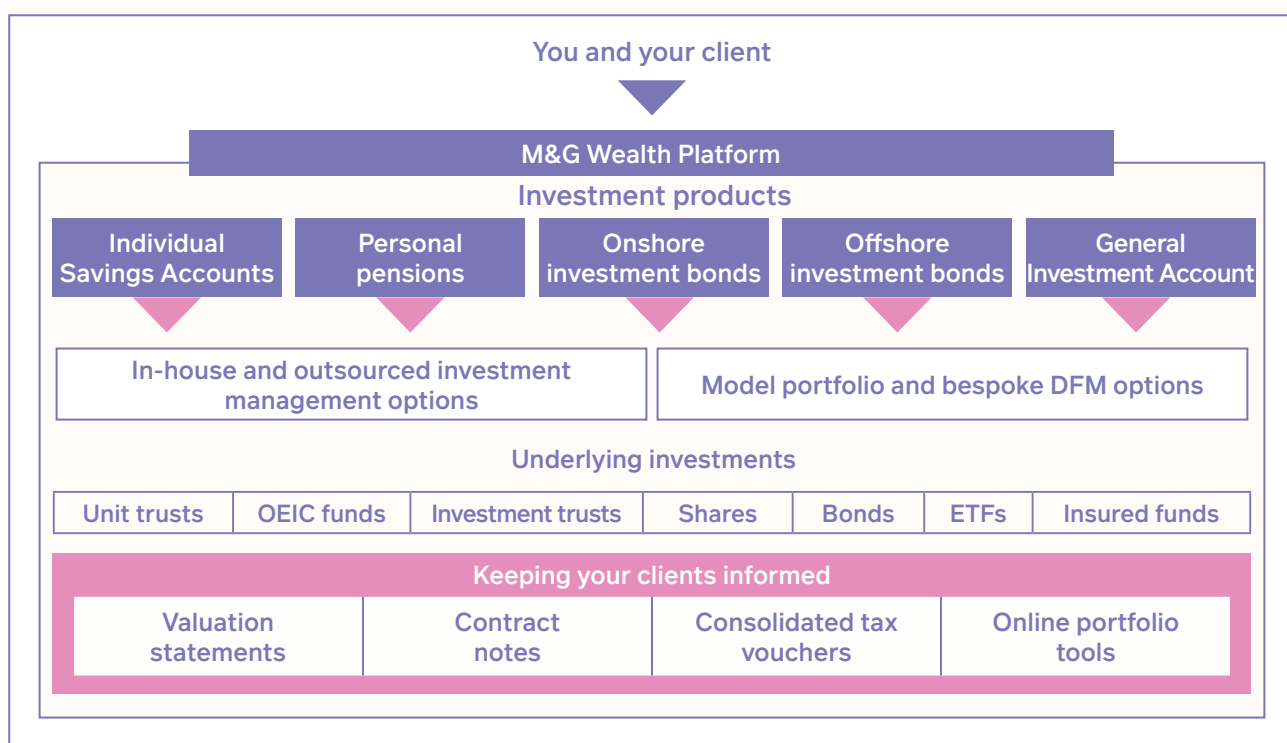 You and your client
M&G Wealth Platform
Investment products
Individual
Savings Accounts
Personal
pensions
Onshore
investment bonds
Offshore
investment bonds
General
Investment Account
In-house and outsourced investment
management options
Model portfolio and bespoke DFM options
Underlying investments
Unit trusts
OEIC funds
Investment trusts
Shares
Bonds
ETFs
Insured funds
Keeping your clients informed
Valuation
statements
Contract
notes
Consolidated tax
vouchers
Online portfolio
tools